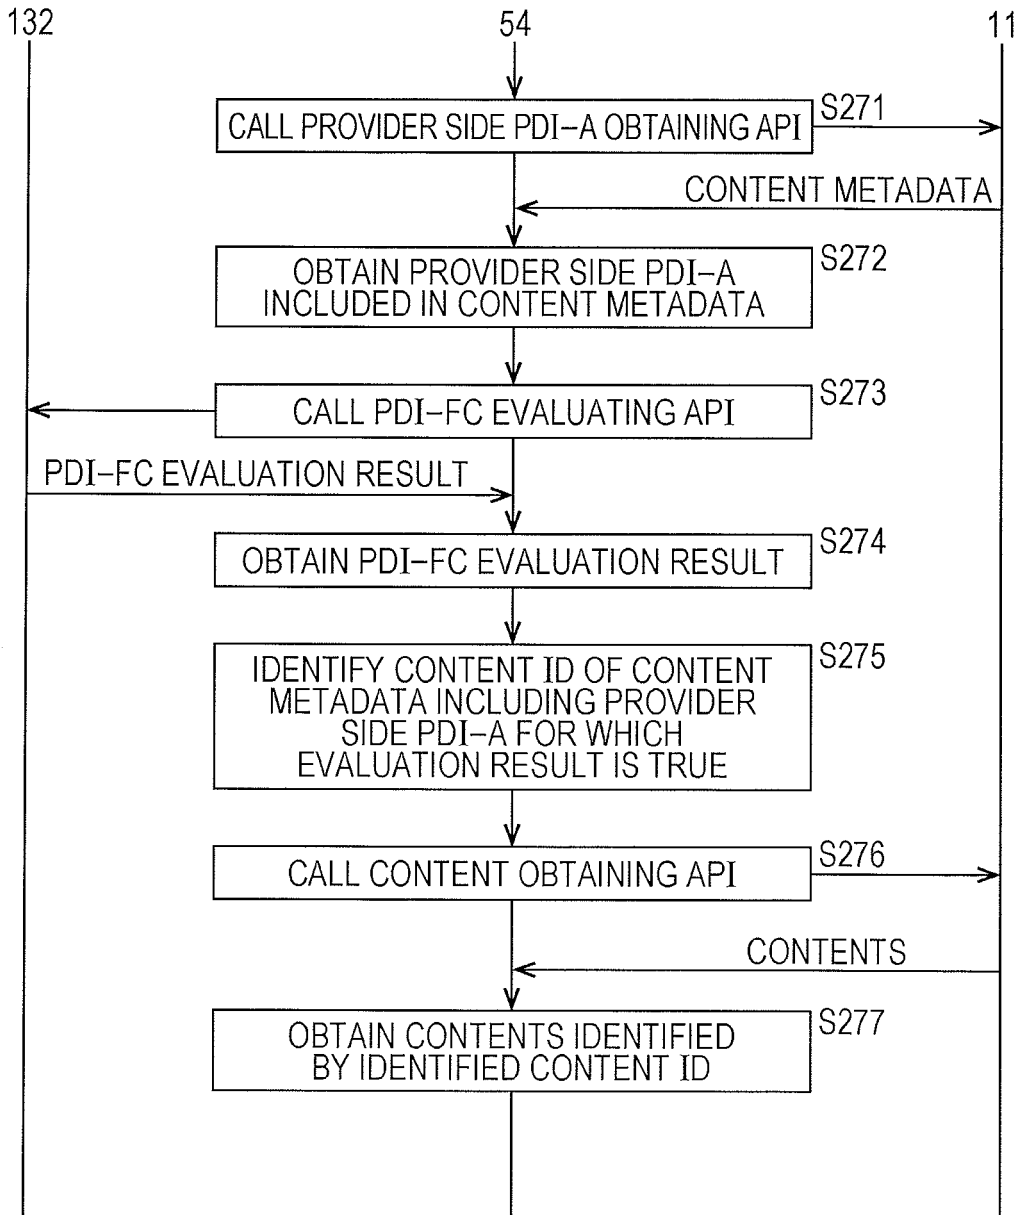 132
54
11
S271
CALL PROVIDER SIDE PDI-A OBTAINING API
CONTENT METADATA
S272
OBTAIN PROVIDER SIDE PDI-A
INCLUDED IN CONTENT METADATA
S273
CALL PDI-FC EVALUATING API
PDI-FC EVALUATION RESULT
S274
OBTAIN PDI-FC EVALUATION RESULT
S275
IDENTIFY CONTENT ID OF CONTENT
METADATA INCLUDING PROVIDER
SIDE PDI-A FOR WHICH
EVALUATION RESULT IS TRUE
S276
CALL CONTENT OBTAINING API
CONTENTS
S277
OBTAIN CONTENTS IDENTIFIED
BY IDENTIFIED CONTENT ID